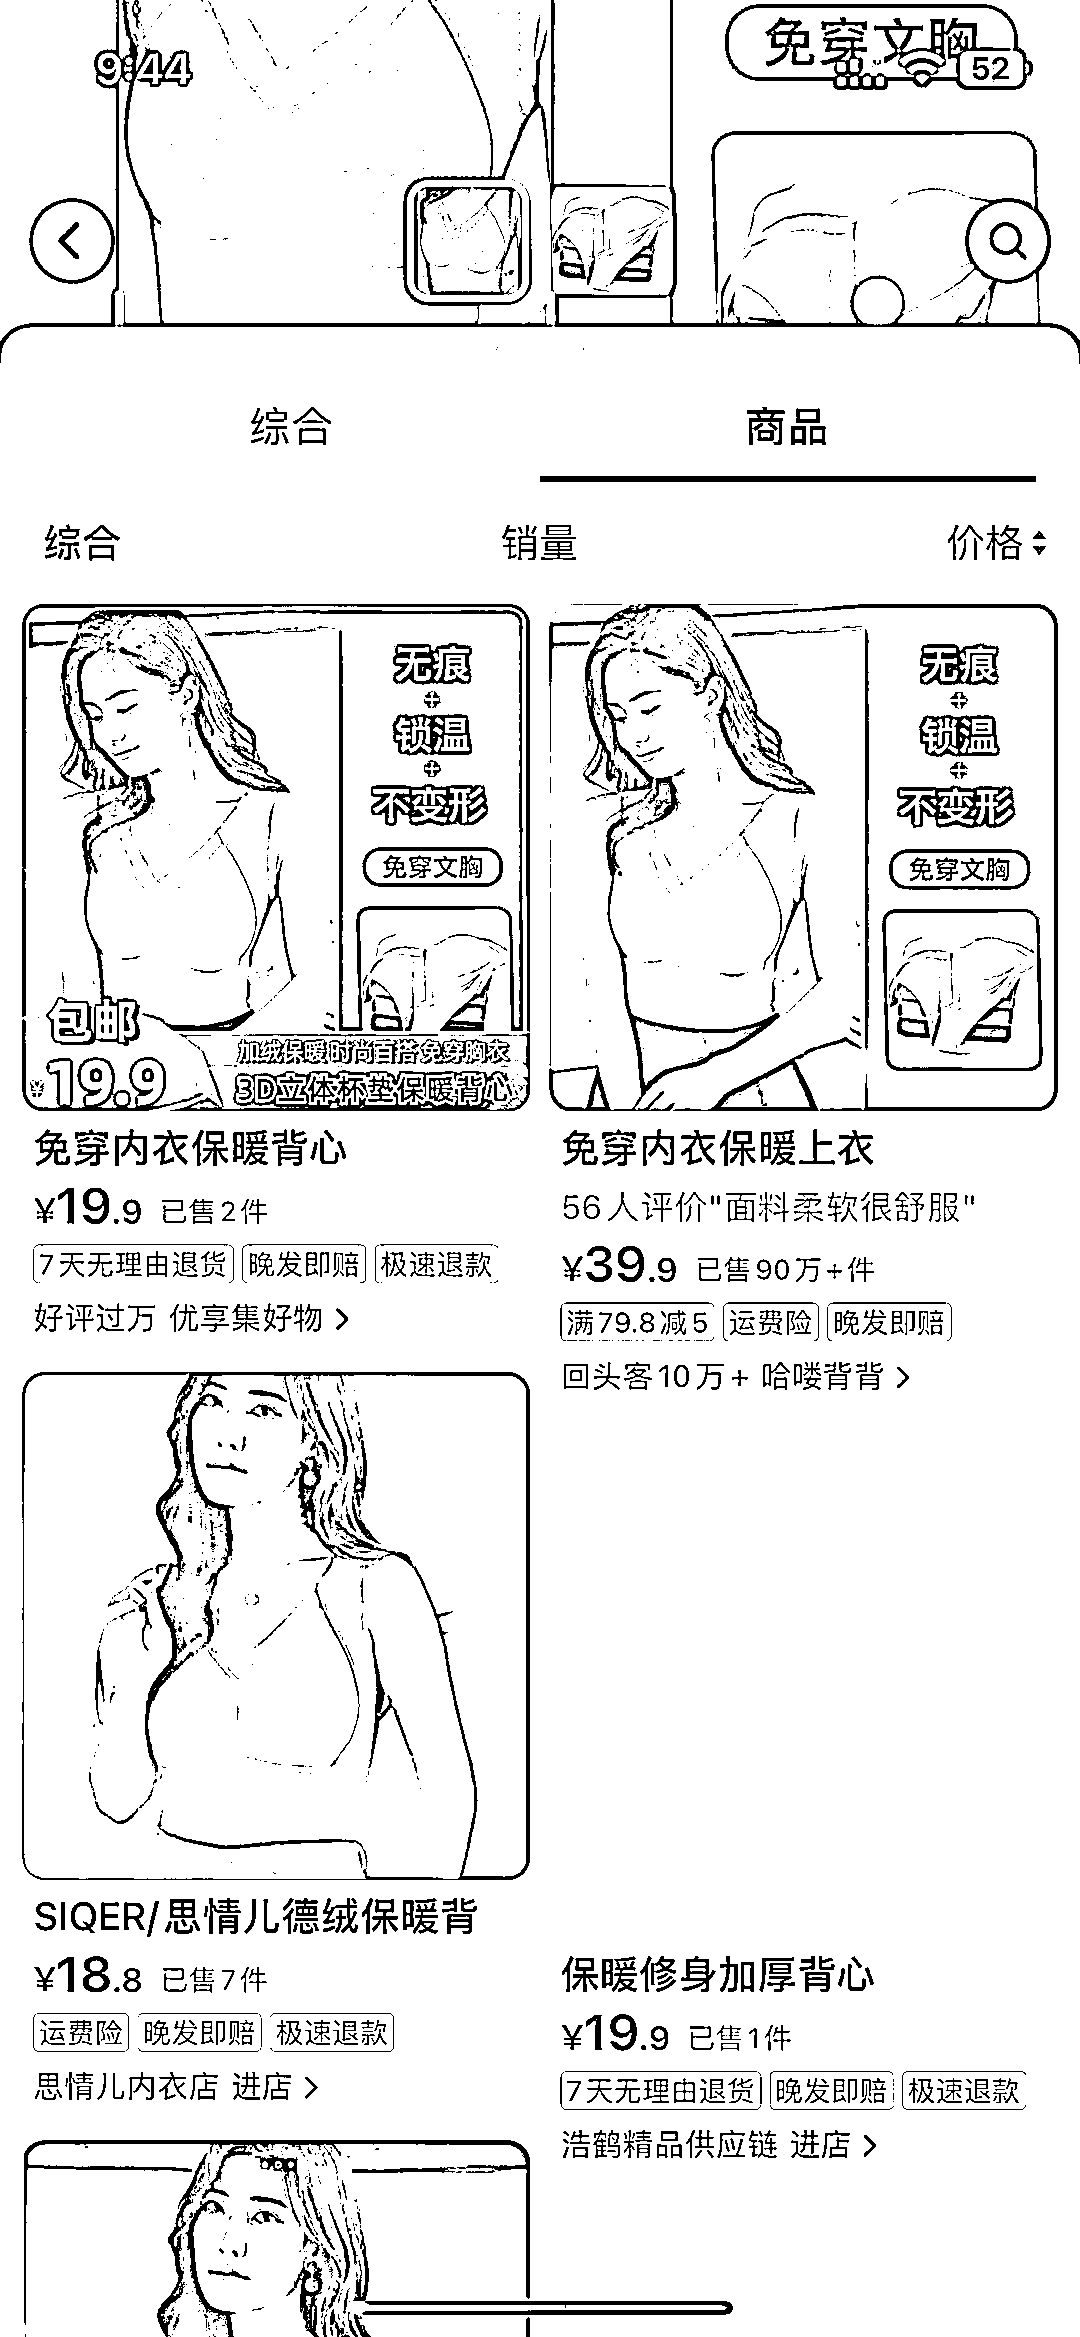 免穿文胸
9:44
52
综合
商品
综合
销量
价格
无痕
+
锁温
+
不变形
免穿文胸
包邮
19.9
加绒保暖 时尚百搭 免穿胸衣
3D立体杯垫保暖背心
免穿内衣保暖背心
¥19.9 已售2件
7天无理由退货 晚发即赔 极速退款
好评过万 优享集好物 >
无痕
+
锁温
+
不变形
免穿文胸
免穿内衣保暖上衣
56人评价"面料柔软很舒服"
¥39.9 已售90万+件
满79.8减5 运费险 晚发即赔
回头客10万+ 哈喽背背 >
SIQER/思情儿德绒保暖背
¥18.8 已售7件
运费险 晚发即赔 极速退款
思情儿内衣店 进店 >
保暖修身加厚背心
¥19.9 已售1件
7天无理由退货 晚发即赔 极速退款
浩鹤精品供应链 进店 >